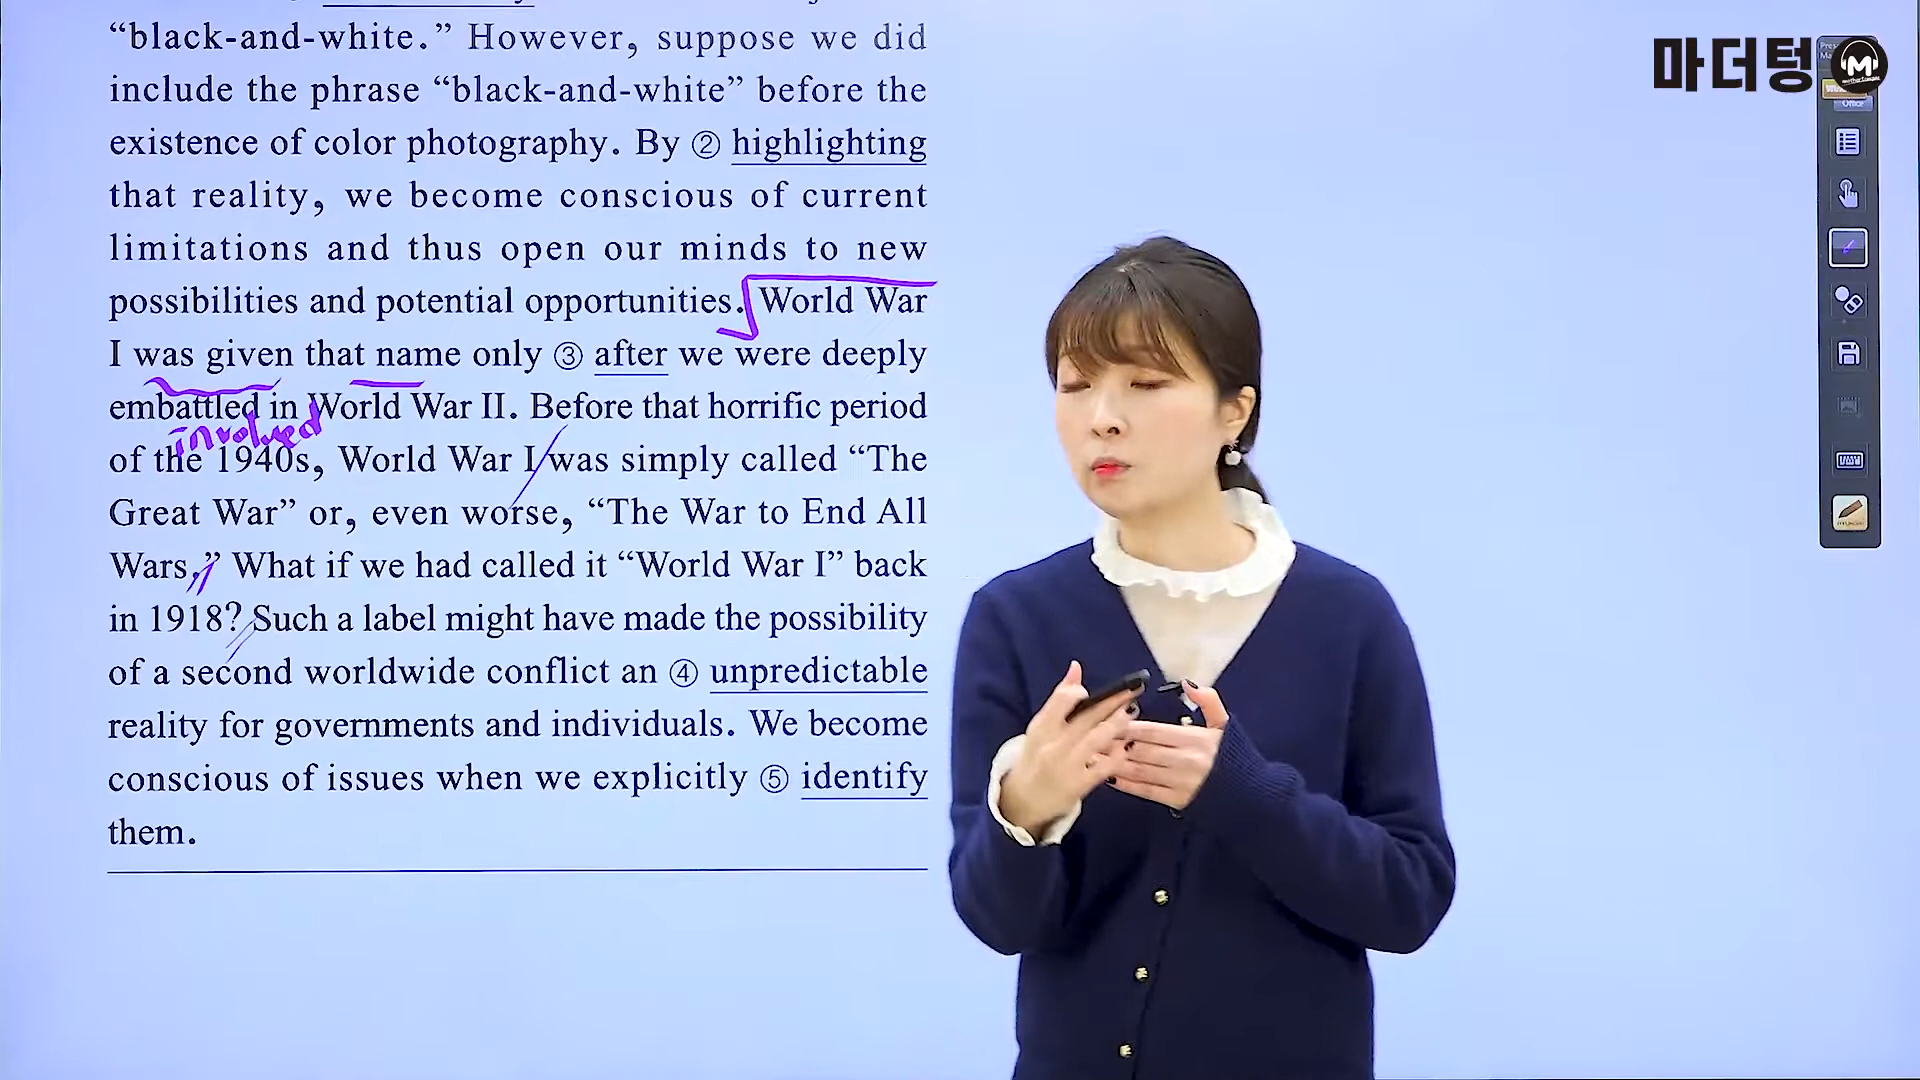 “black-and-white.” However, suppose we did
include the phrase “black-and-white” before the
existence of color photography. By ② highlighting
that reality, we become conscious of current
limitations and thus open our minds to new
possibilities and potential opportunities. World War
I was given that name only ③ after we were deeply
embattled in World War II. Before that horrific period
involved
of the 1940s, World War I was simply called “The
Great War” or, even worse, “The War to End All
Wars.” What if we had called it “World War I” back
in 1918? Such a label might have made the possibility
of a second worldwide conflict an ④ unpredictable
reality for governments and individuals. We become
conscious of issues when we explicitly ⑤ identify
them.
마더텅
M
Office